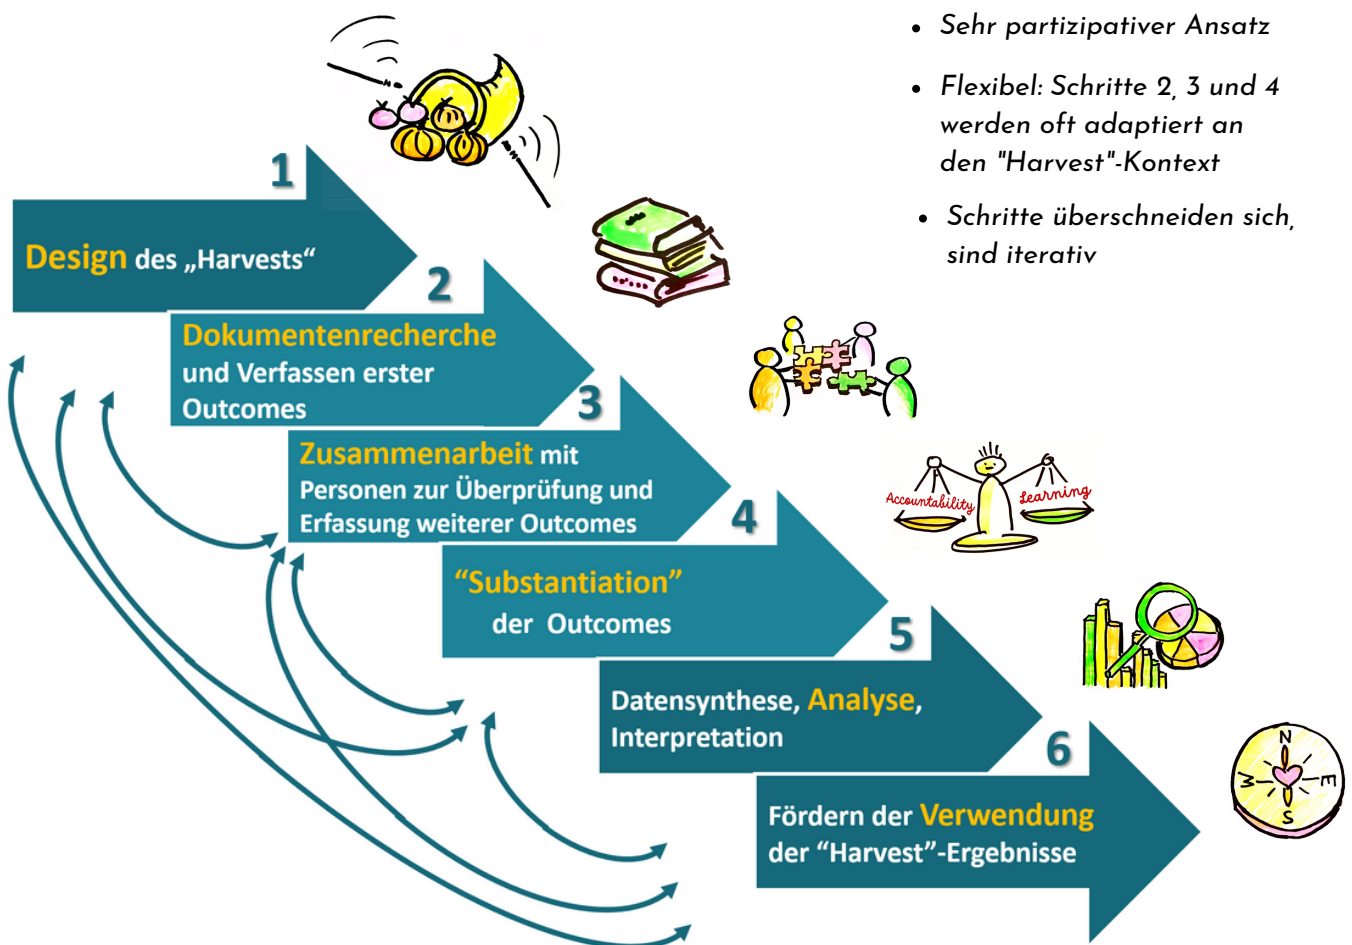 • Sehr partizipativer Ansatz
• Flexibel: Schritte 2, 3 und 4
werden oft adaptiert an
den "Harvest"-Kontext
• Schritte überschneiden sich,
sind iterativ
1
Design des „Harvests“
2
Dokumentenrecherche
und Verfassen erster
Outcomes
3
Zusammenarbeit mit
Personen zur Überprüfung und
Erfassung weiterer Outcomes
Accountability
Learning
4
“Substantiation”
der Outcomes
5
Datensynthese, Analyse,
Interpretation
6
Fördern der Verwendung
der “Harvest”-Ergebnisse
N
W E
S